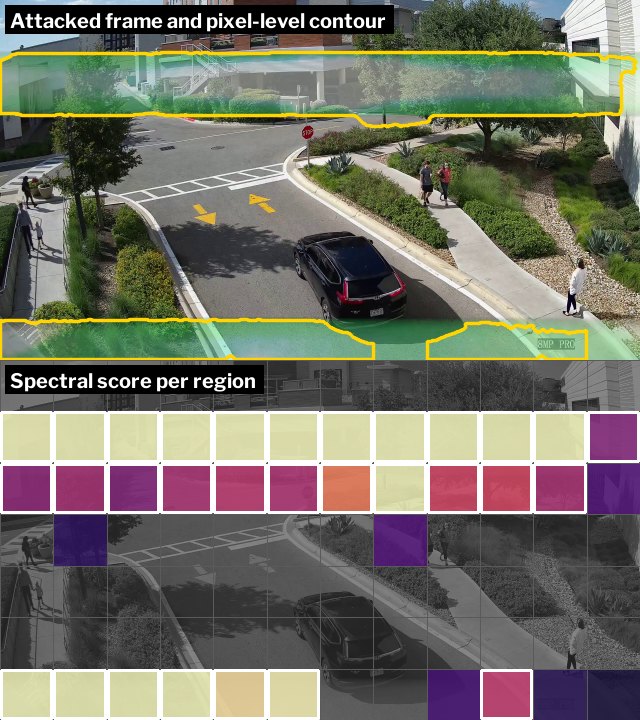 Attacked frame and pixel-level contour
STOP
8MP PRO
Spectral score per region